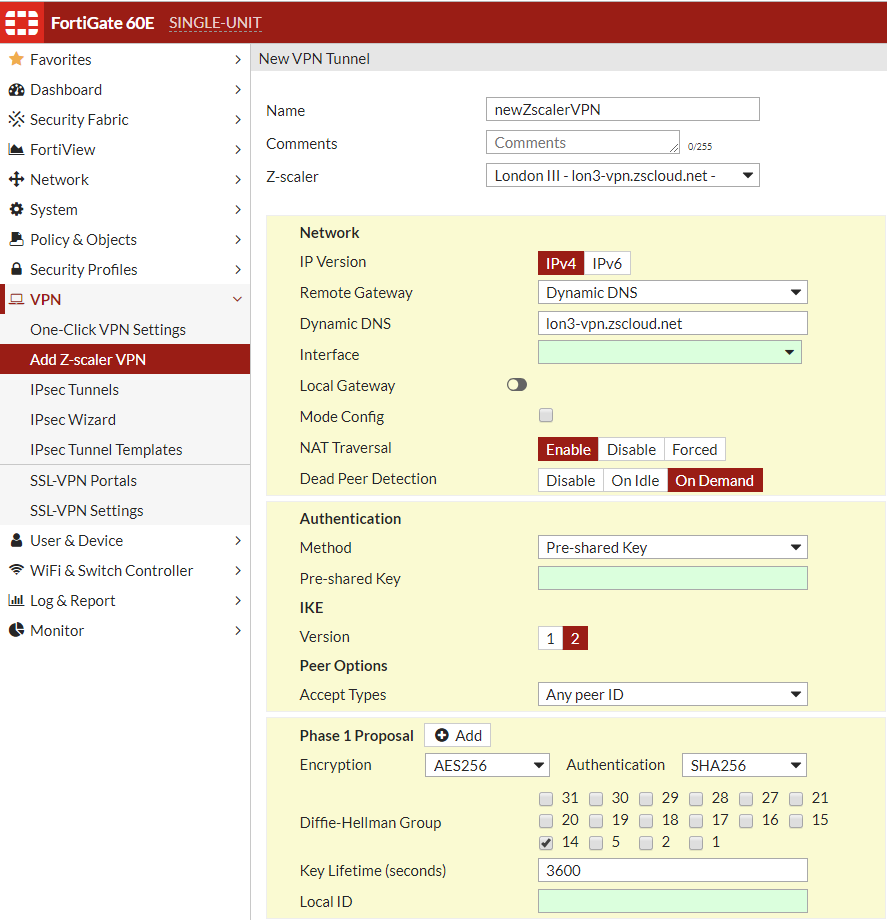 FortiGate 60E SINGLE-UNIT
Favorites
Dashboard
Security Fabric
FortiView
Network
System
Policy & Objects
Security Profiles
VPN
One-Click VPN Settings
Add Z-scaler VPN
IPsec Tunnels
IPsec Wizard
IPsec Tunnel Templates
SSL-VPN Portals
SSL-VPN Settings
User & Device
WiFi & Switch Controller
Log & Report
Monitor
New VPN Tunnel
Name newZscalerVPN
Comments Comments 0/255
Z-scaler London III - lon3-vpn.zscloud.net -
Network
IP Version IPv4 IPv6
Remote Gateway Dynamic DNS
Dynamic DNS lon3-vpn.zscloud.net
Interface
Local Gateway
Mode Config
NAT Traversal Enable Disable Forced
Dead Peer Detection Disable On Idle On Demand
Authentication
Method Pre-shared Key
Pre-shared Key
IKE
Version 1 2
Peer Options
Accept Types Any peer ID
Phase 1 Proposal Add
Encryption AES256 Authentication SHA256
31 30 29 28 27 21
Diffie-Hellman Group 20 19 18 17 16 15
14 5 2 1
Key Lifetime (seconds) 3600
Local ID